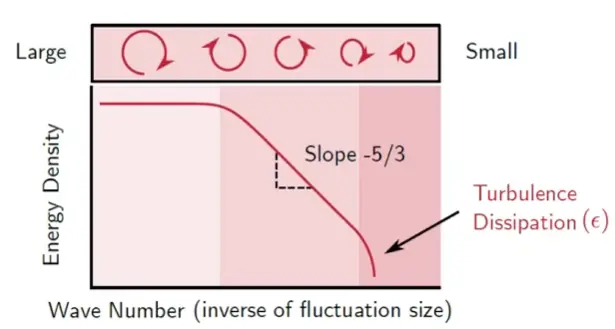 Large
Small
Energy Density
Slope -5/3
Turbulence
Dissipation (ϵ)
Wave Number (inverse of fluctuation size)